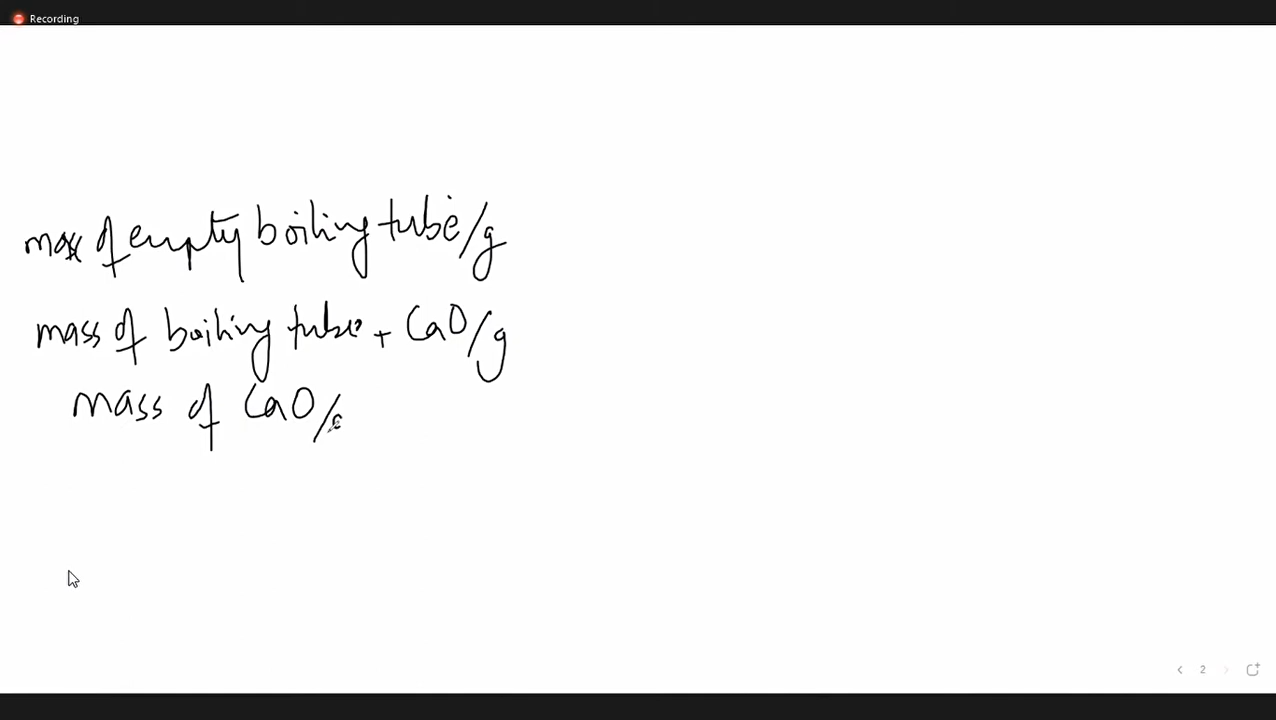 Recording
mass of empty boiling tube/g
mass of boiling tube + CaO/g
mass of CaO/
2